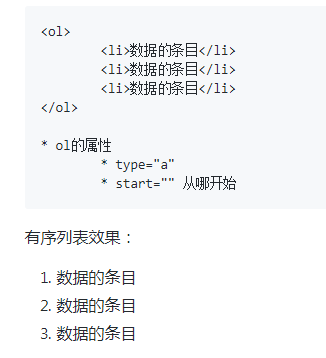 <ol>
<li>数据的条目</li>
<li>数据的条目</li>
<li>数据的条目</li>
</ol>
* ol的属性
* type="a"
* start="" 从哪开始
有序列表效果：
1. 数据的条目
2. 数据的条目
3. 数据的条目